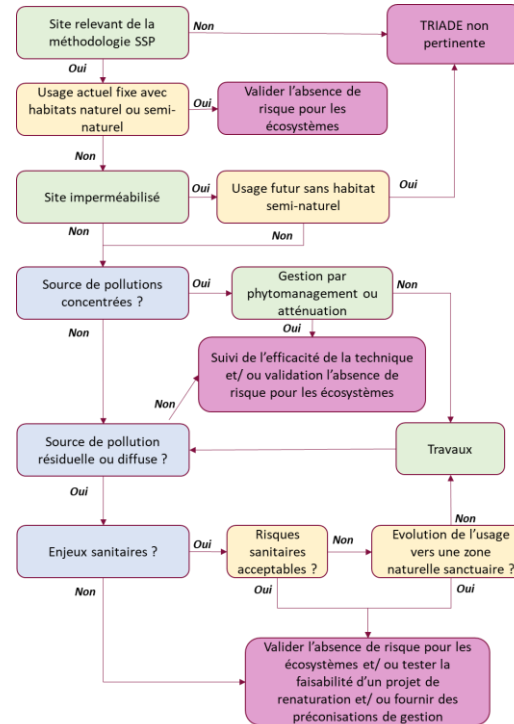 Site relevant de la
méthodologie SSP
Non
TRIADE non
pertinente
Oui
Usage actuel fixe avec
habitats naturel ou semi-
naturel
Oui
Valider l'absence de
risque pour les
écosystèmes
Non
Site imperméabilisé
Oui
Usage futur sans habitat
semi-naturel
Oui
Non
Non
Source de pollutions
concentrées ?
Oui
Gestion par
phytomanagement ou
atténuation
Non
Non
Oui
Suivi de l'efficacité de la technique
et/ ou validation l'absence de
risque pour les écosystèmes
Non
Source de pollution
résiduelle ou diffuse ?
Travaux
Oui
Non
Enjeux sanitaires ?
Oui
Risques
sanitaires
acceptables ?
Non
Evolution de l'usage
vers une zone
naturelle sanctuaire ?
Non
Oui
Oui
Valider l'absence de risque pour les
écosystèmes et/ ou tester la
faisabilité d'un projet de
renaturation et/ ou fournir des
préconisations de gestion